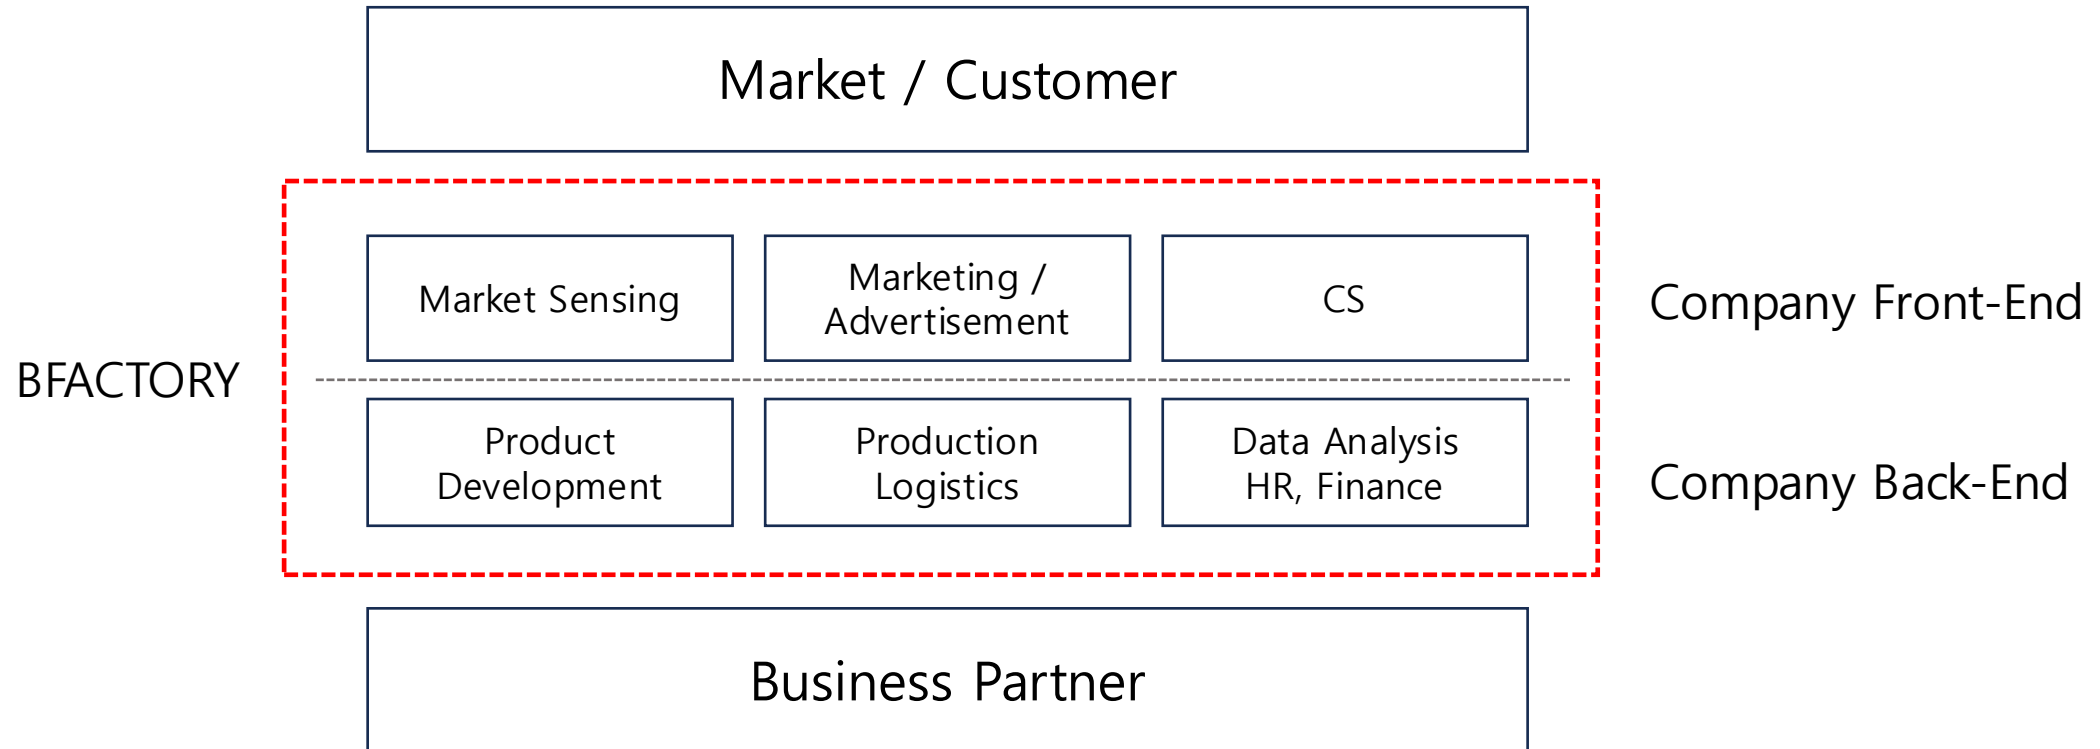 Market / Customer
Market Sensing
Marketing /
Advertisement
CS
Company Front-End
BFACTORY
Product
Development
Production
Logistics
Data Analysis
HR, Finance
Company Back-End
Business Partner